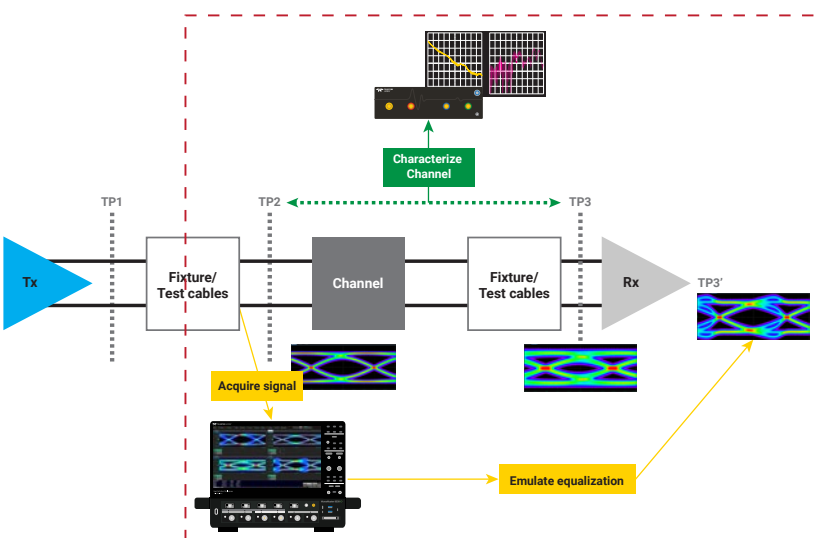 Characterize
Channel
TP1
TP2
TP3
Tx
Fixture/
Test cables
Channel
Fixture/
Test cables
Rx
TP3’
Acquire signal
Emulate equalization